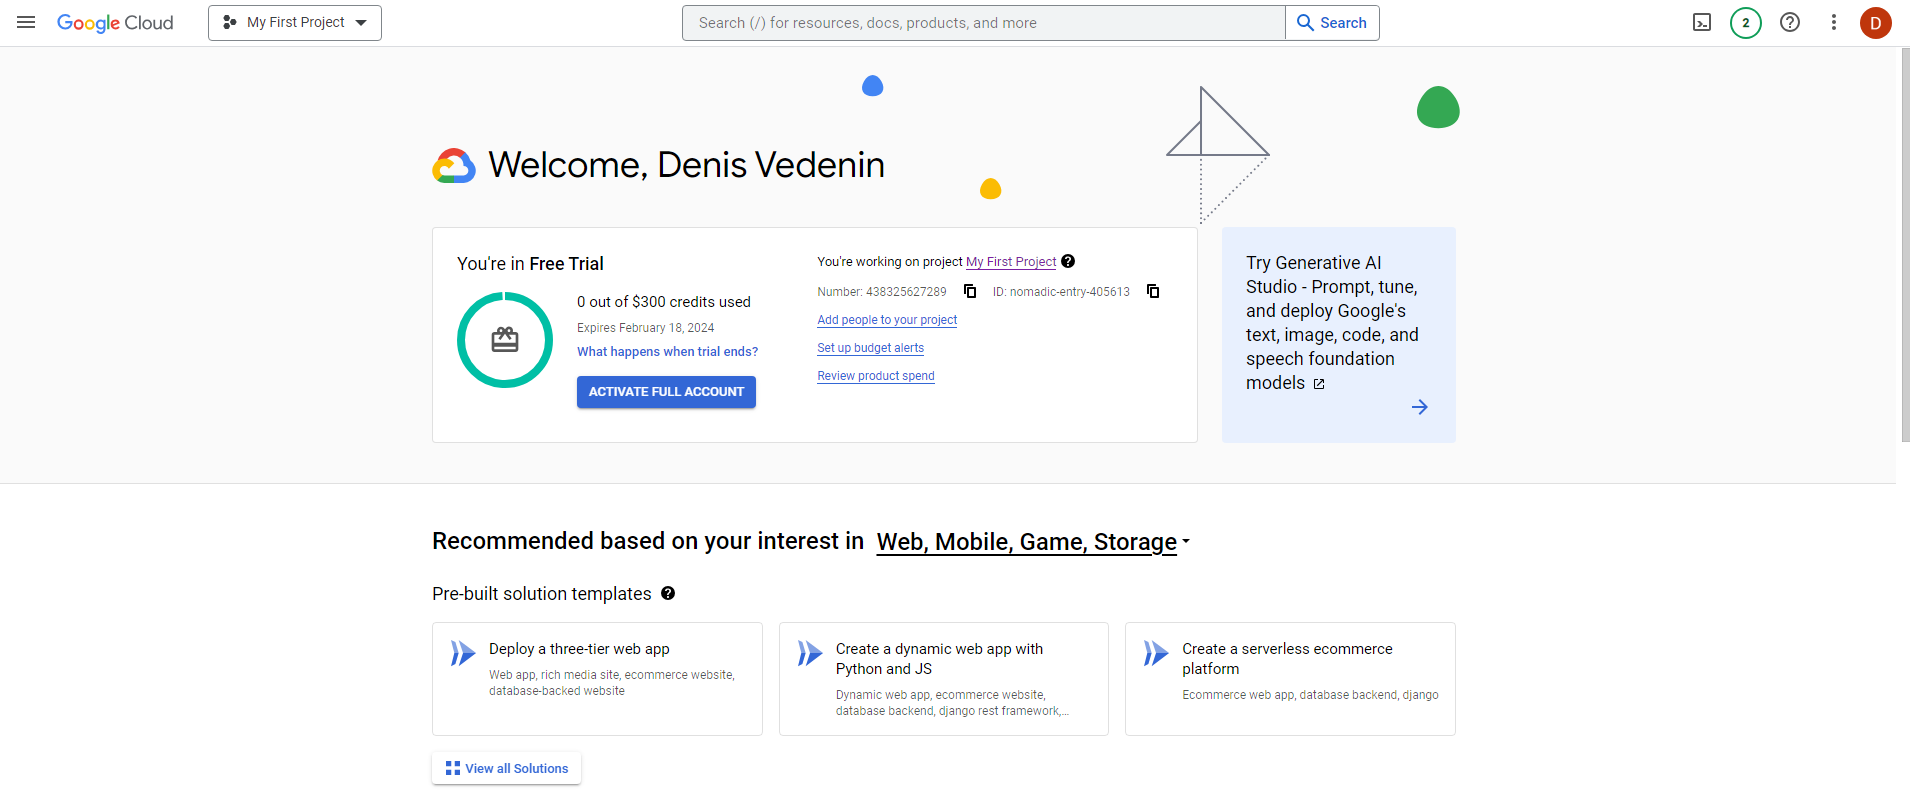 Google Cloud
My First Project
Search (/) for resources, docs, products, and more
Search
2
D
Welcome, Denis Vedenin
You're in Free Trial
0 out of $300 credits used
Expires February 18, 2024
What happens when trial ends?
ACTIVATE FULL ACCOUNT
You're working on project My First Project
Number: 438325627289 ID: nomadic-entry-405613
Add people to your project
Set up budget alerts
Review product spend
Try Generative AI
Studio - Prompt, tune,
and deploy Google's
text, image, code, and
speech foundation
models
Recommended based on your interest in Web, Mobile, Game, Storage
Pre-built solution templates
Deploy a three-tier web app
Web app, rich media site, ecommerce website,
database-backed website
Create a dynamic web app with
Python and JS
Dynamic web app, ecommerce website,
database backend, django rest framework,...
Create a serverless ecommerce
platform
Ecommerce web app, database backend, django
View all Solutions